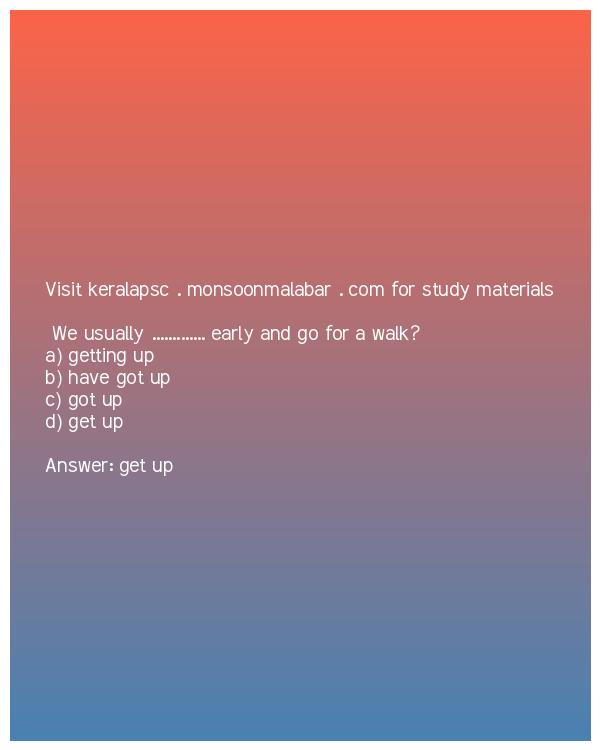 Visit keralapsc . monsoonmalabar . com for study materials
We usually ............. early and go for a walk?
a) getting up
b) have got up
c) got up
d) get up
Answer: get up